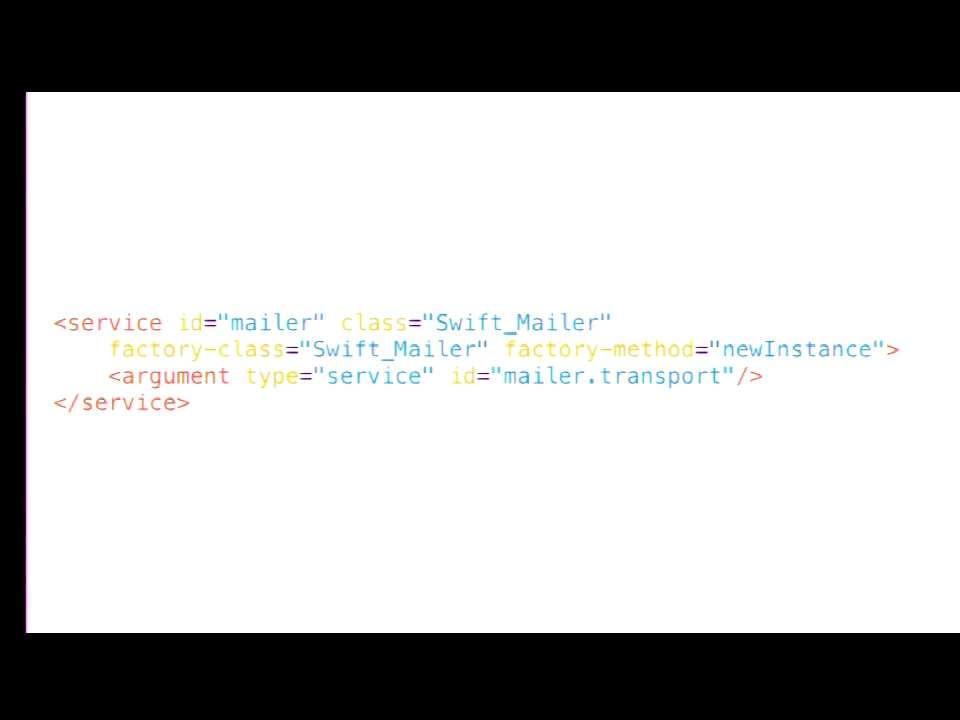 <service id="mailer" class="Swift_Mailer"
    factory-class="Swift_Mailer" factory-method="newInstance">
    <argument type="service" id="mailer.transport"/>
</service>